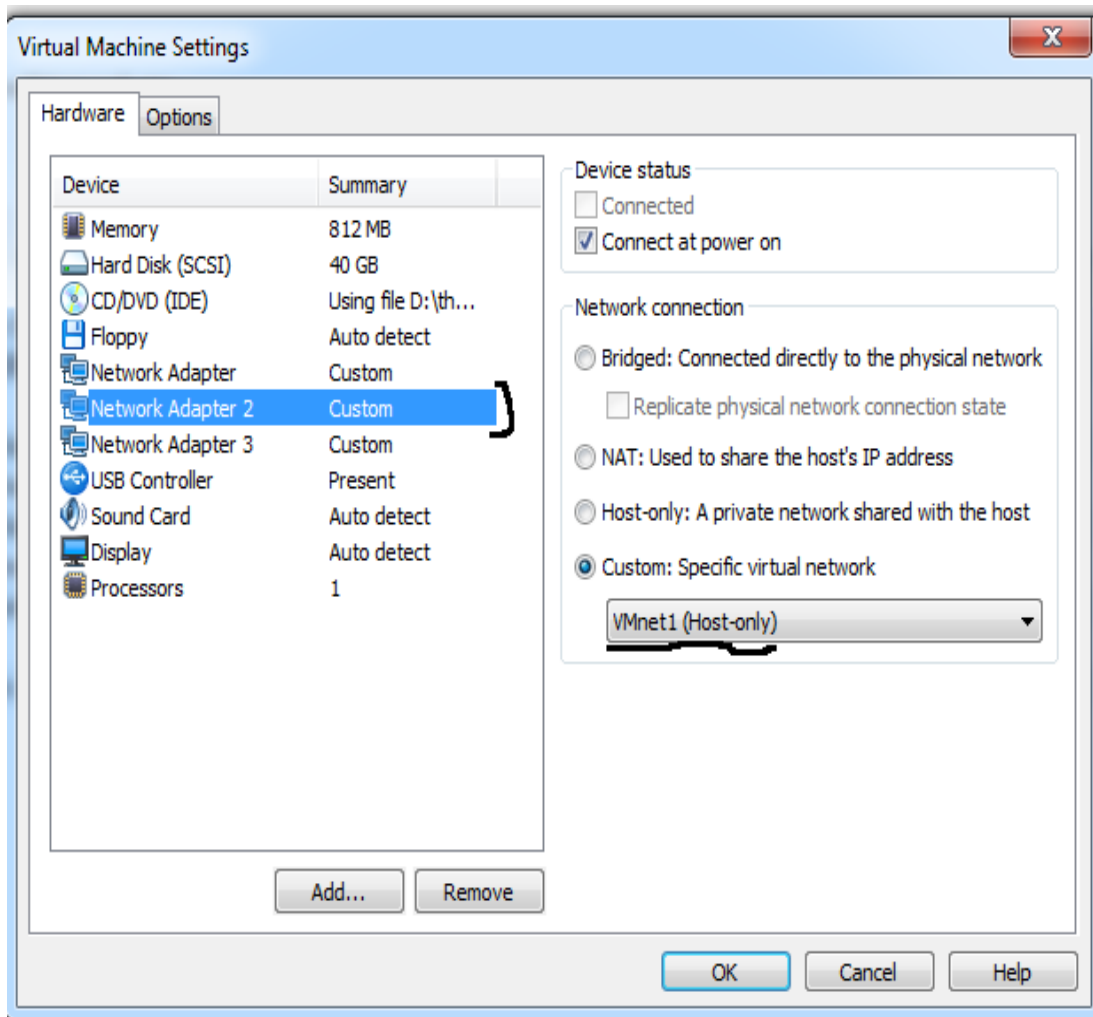 Virtual Machine Settings
X
Hardware Options
Device Summary
Memory 812 MB
Hard Disk (SCSI) 40 GB
CD/DVD (IDE) Using file D:\th...
Floppy Auto detect
Network Adapter Custom
Network Adapter 2 Custom
Network Adapter 3 Custom
USB Controller Present
Sound Card Auto detect
Display Auto detect
Processors 1
Add... Remove
Device status
Connected
Connect at power on
Network connection
Bridged: Connected directly to the physical network
Replicate physical network connection state
NAT: Used to share the host's IP address
Host-only: A private network shared with the host
Custom: Specific virtual network
VMnet1 (Host-only)
OK Cancel Help